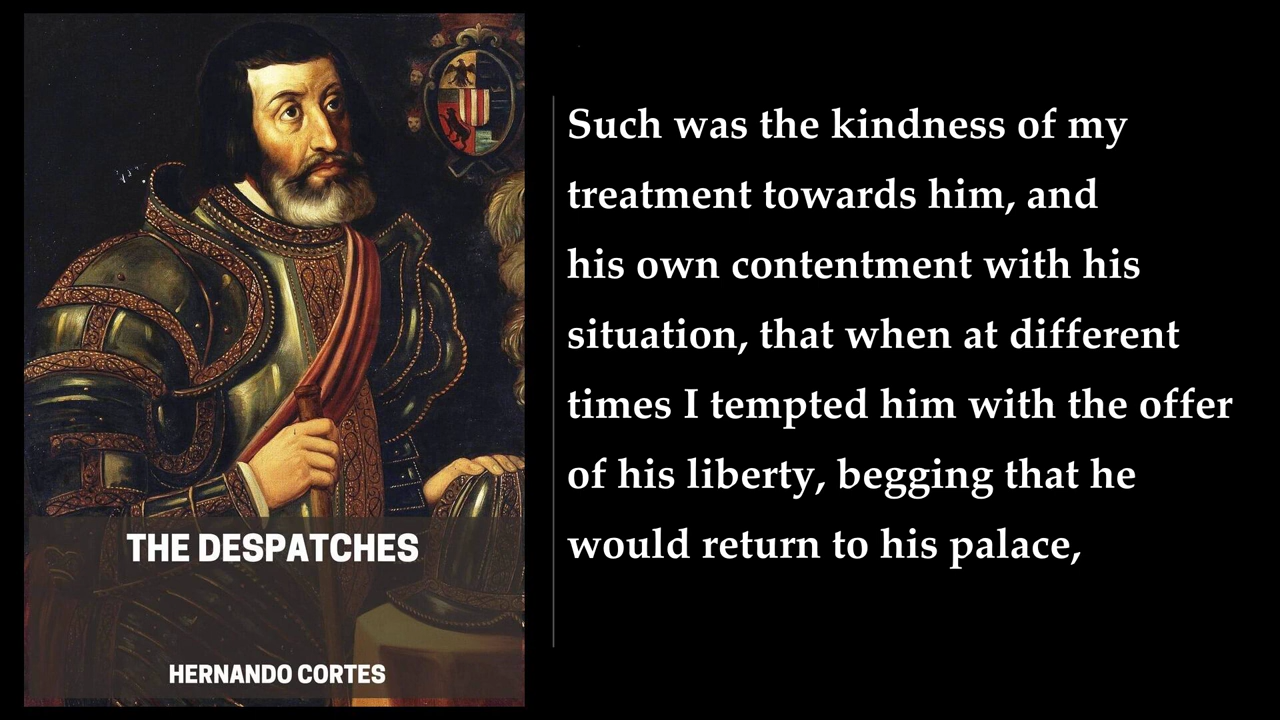 THE DESPATCHES
HERNANDO CORTES
Such was the kindness of my
treatment towards him, and
his own contentment with his
situation, that when at different
times I tempted him with the offer
of his liberty, begging that he
would return to his palace,